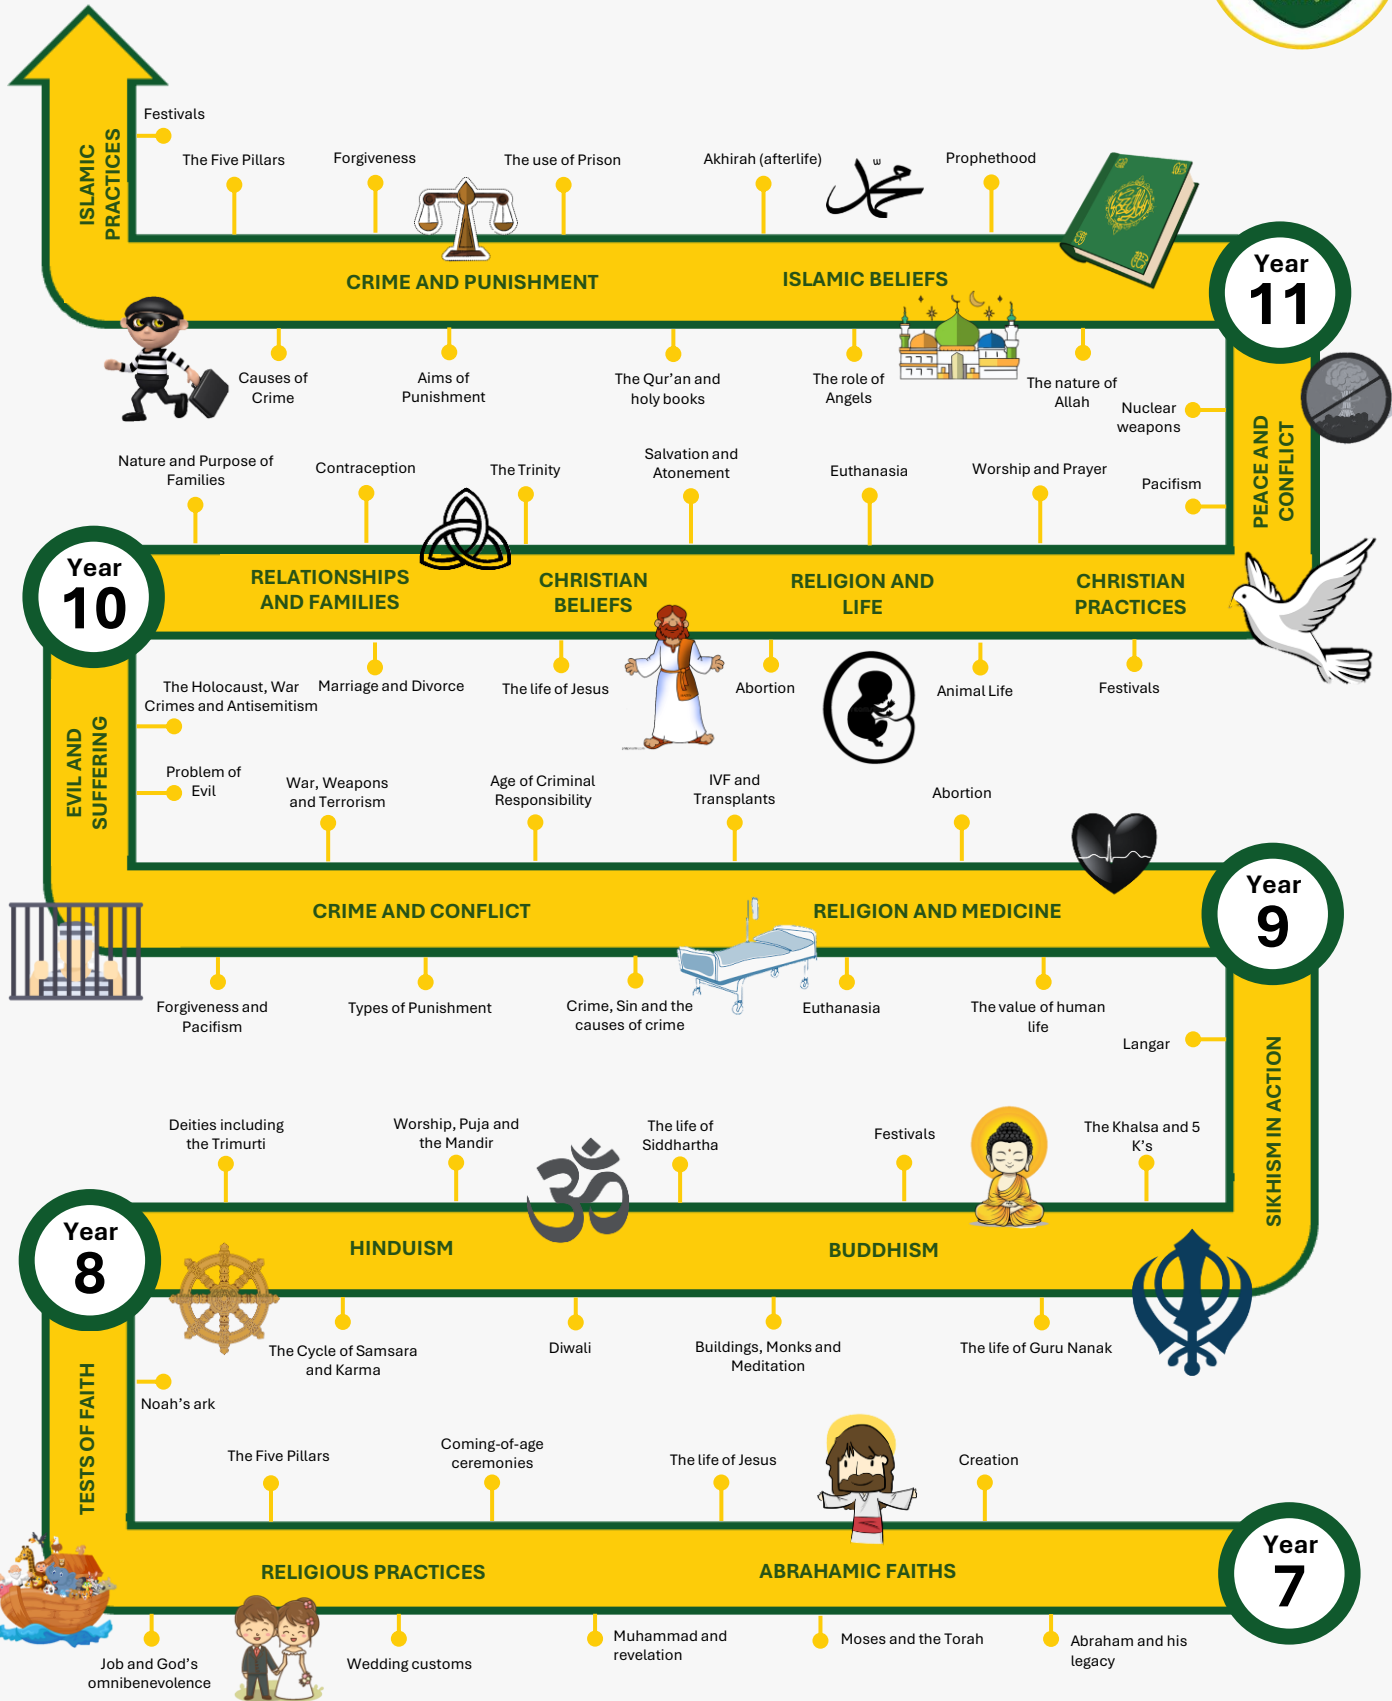 Festivals
The Five Pillars
Forgiveness
The use of Prison
Akhirah (afterlife)
Prophethood
ISLAMIC
PRACTICES
محمد
CRIME AND PUNISHMENT
ISLAMIC BELIEFS
Year
11
Causes of
Crime
Aims of
Punishment
The Qur'an and
holy books
The role of
Angels
The nature of
Allah
Nuclear
weapons
PEACE AND
CONFLICT
Nature and Purpose of
Families
Contraception
The Trinity
Salvation and
Atonement
Euthanasia
Worship and Prayer
Pacifism
Year
10
RELATIONSHIPS
AND FAMILIES
CHRISTIAN
BELIEFS
RELIGION AND
LIFE
CHRISTIAN
PRACTICES
The Holocaust, War
Crimes and Antisemitism
Marriage and Divorce
The life of Jesus
Abortion
Animal Life
Festivals
EVIL AND
SUFFERING
Problem of
Evil
War, Weapons
and Terrorism
Age of Criminal
Responsibility
IVF and
Transplants
Abortion
CRIME AND CONFLICT
RELIGION AND MEDICINE
Year
9
Forgiveness and
Pacifism
Types of Punishment
Crime, Sin and the
causes of crime
Euthanasia
The value of human
life
Langar
SIKHISM IN ACTION
Deities including
the Trimurti
Worship, Puja and
the Mandir
The life of
Siddhartha
Festivals
The Khalsa and 5
K's
ॐ
Year
8
HINDUISM
BUDDHISM
The Cycle of Samsara
and Karma
Diwali
Buildings, Monks and
Meditation
The life of Guru Nanak
TESTS OF FAITH
Noah's ark
The Five Pillars
Coming-of-age
ceremonies
The life of Jesus
Creation
RELIGIOUS PRACTICES
ABRAHAMIC FAITHS
Year
7
Job and God's
omnibenevolence
Wedding customs
Muhammad and
revelation
Moses and the Torah
Abraham and his
legacy